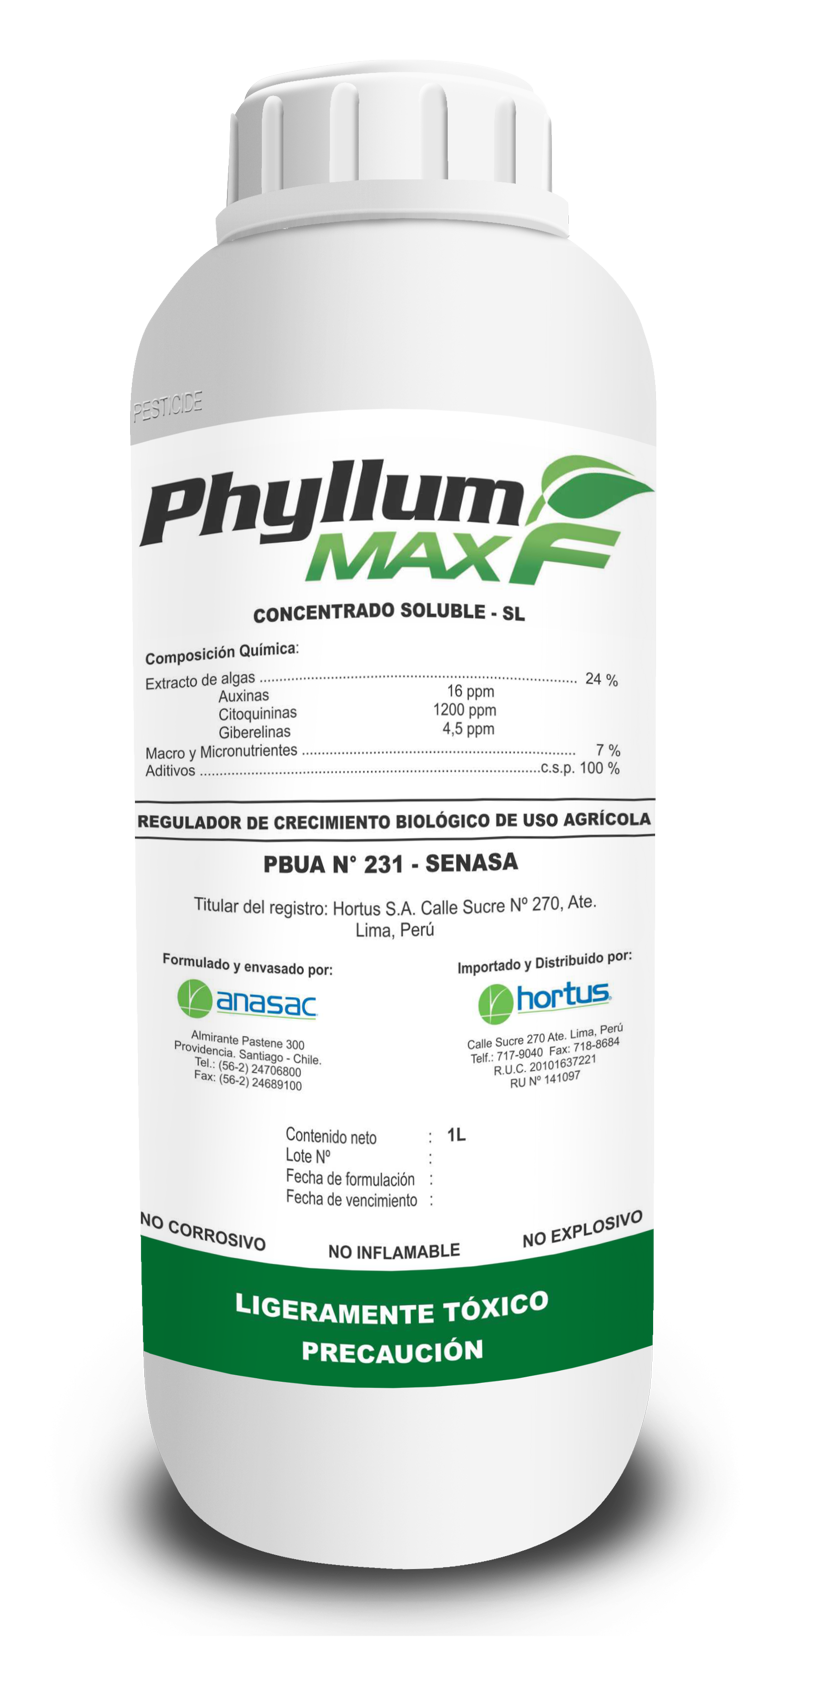 PESTICIDE
Phyllum
MAX F
CONCENTRADO SOLUBLE - SL
Composición Química:
Extracto de algas ........................................................................... 24 %
Auxinas 16 ppm
Citoquininas 1200 ppm
Giberelinas 4,5 ppm
Macro y Micronutrientes ................................................................. 7 %
Aditivos .................................................................................c.s.p. 100 %
REGULADOR DE CRECIMIENTO BIOLÓGICO DE USO AGRÍCOLA
PBUA N° 231 - SENASA
Titular del registro: Hortus S.A. Calle Sucre Nº 270, Ate.
Lima, Perú
Formulado y envasado por:
anasac
Almirante Pastene 300
Providencia. Santiago - Chile.
Tel.: (56-2) 24706800
Fax: (56-2) 24689100
Importado y Distribuido por:
hortus
Calle Sucre 270 Ate. Lima, Perú
Telf.: 717-9040 Fax: 718-8684
R.U.C. 20101637221
RU Nº 141097
Contenido neto : 1L
Lote Nº :
Fecha de formulación :
Fecha de vencimiento :
NO CORROSIVO
NO INFLAMABLE
NO EXPLOSIVO
LIGERAMENTE TÓXICO
PRECAUCIÓN